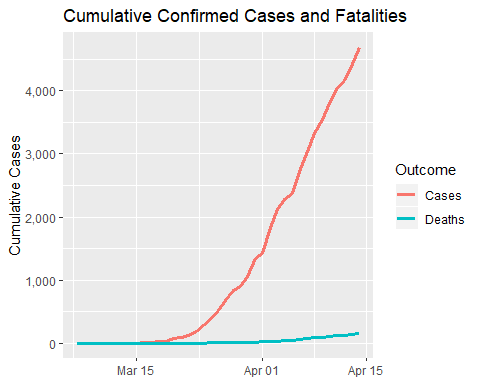 Cumulative Confirmed Cases and Fatalities
Cumulative Cases
4,000
3,000
2,000
1,000
0
Mar 15
Apr 01
Apr 15
Outcome
Cases
Deaths